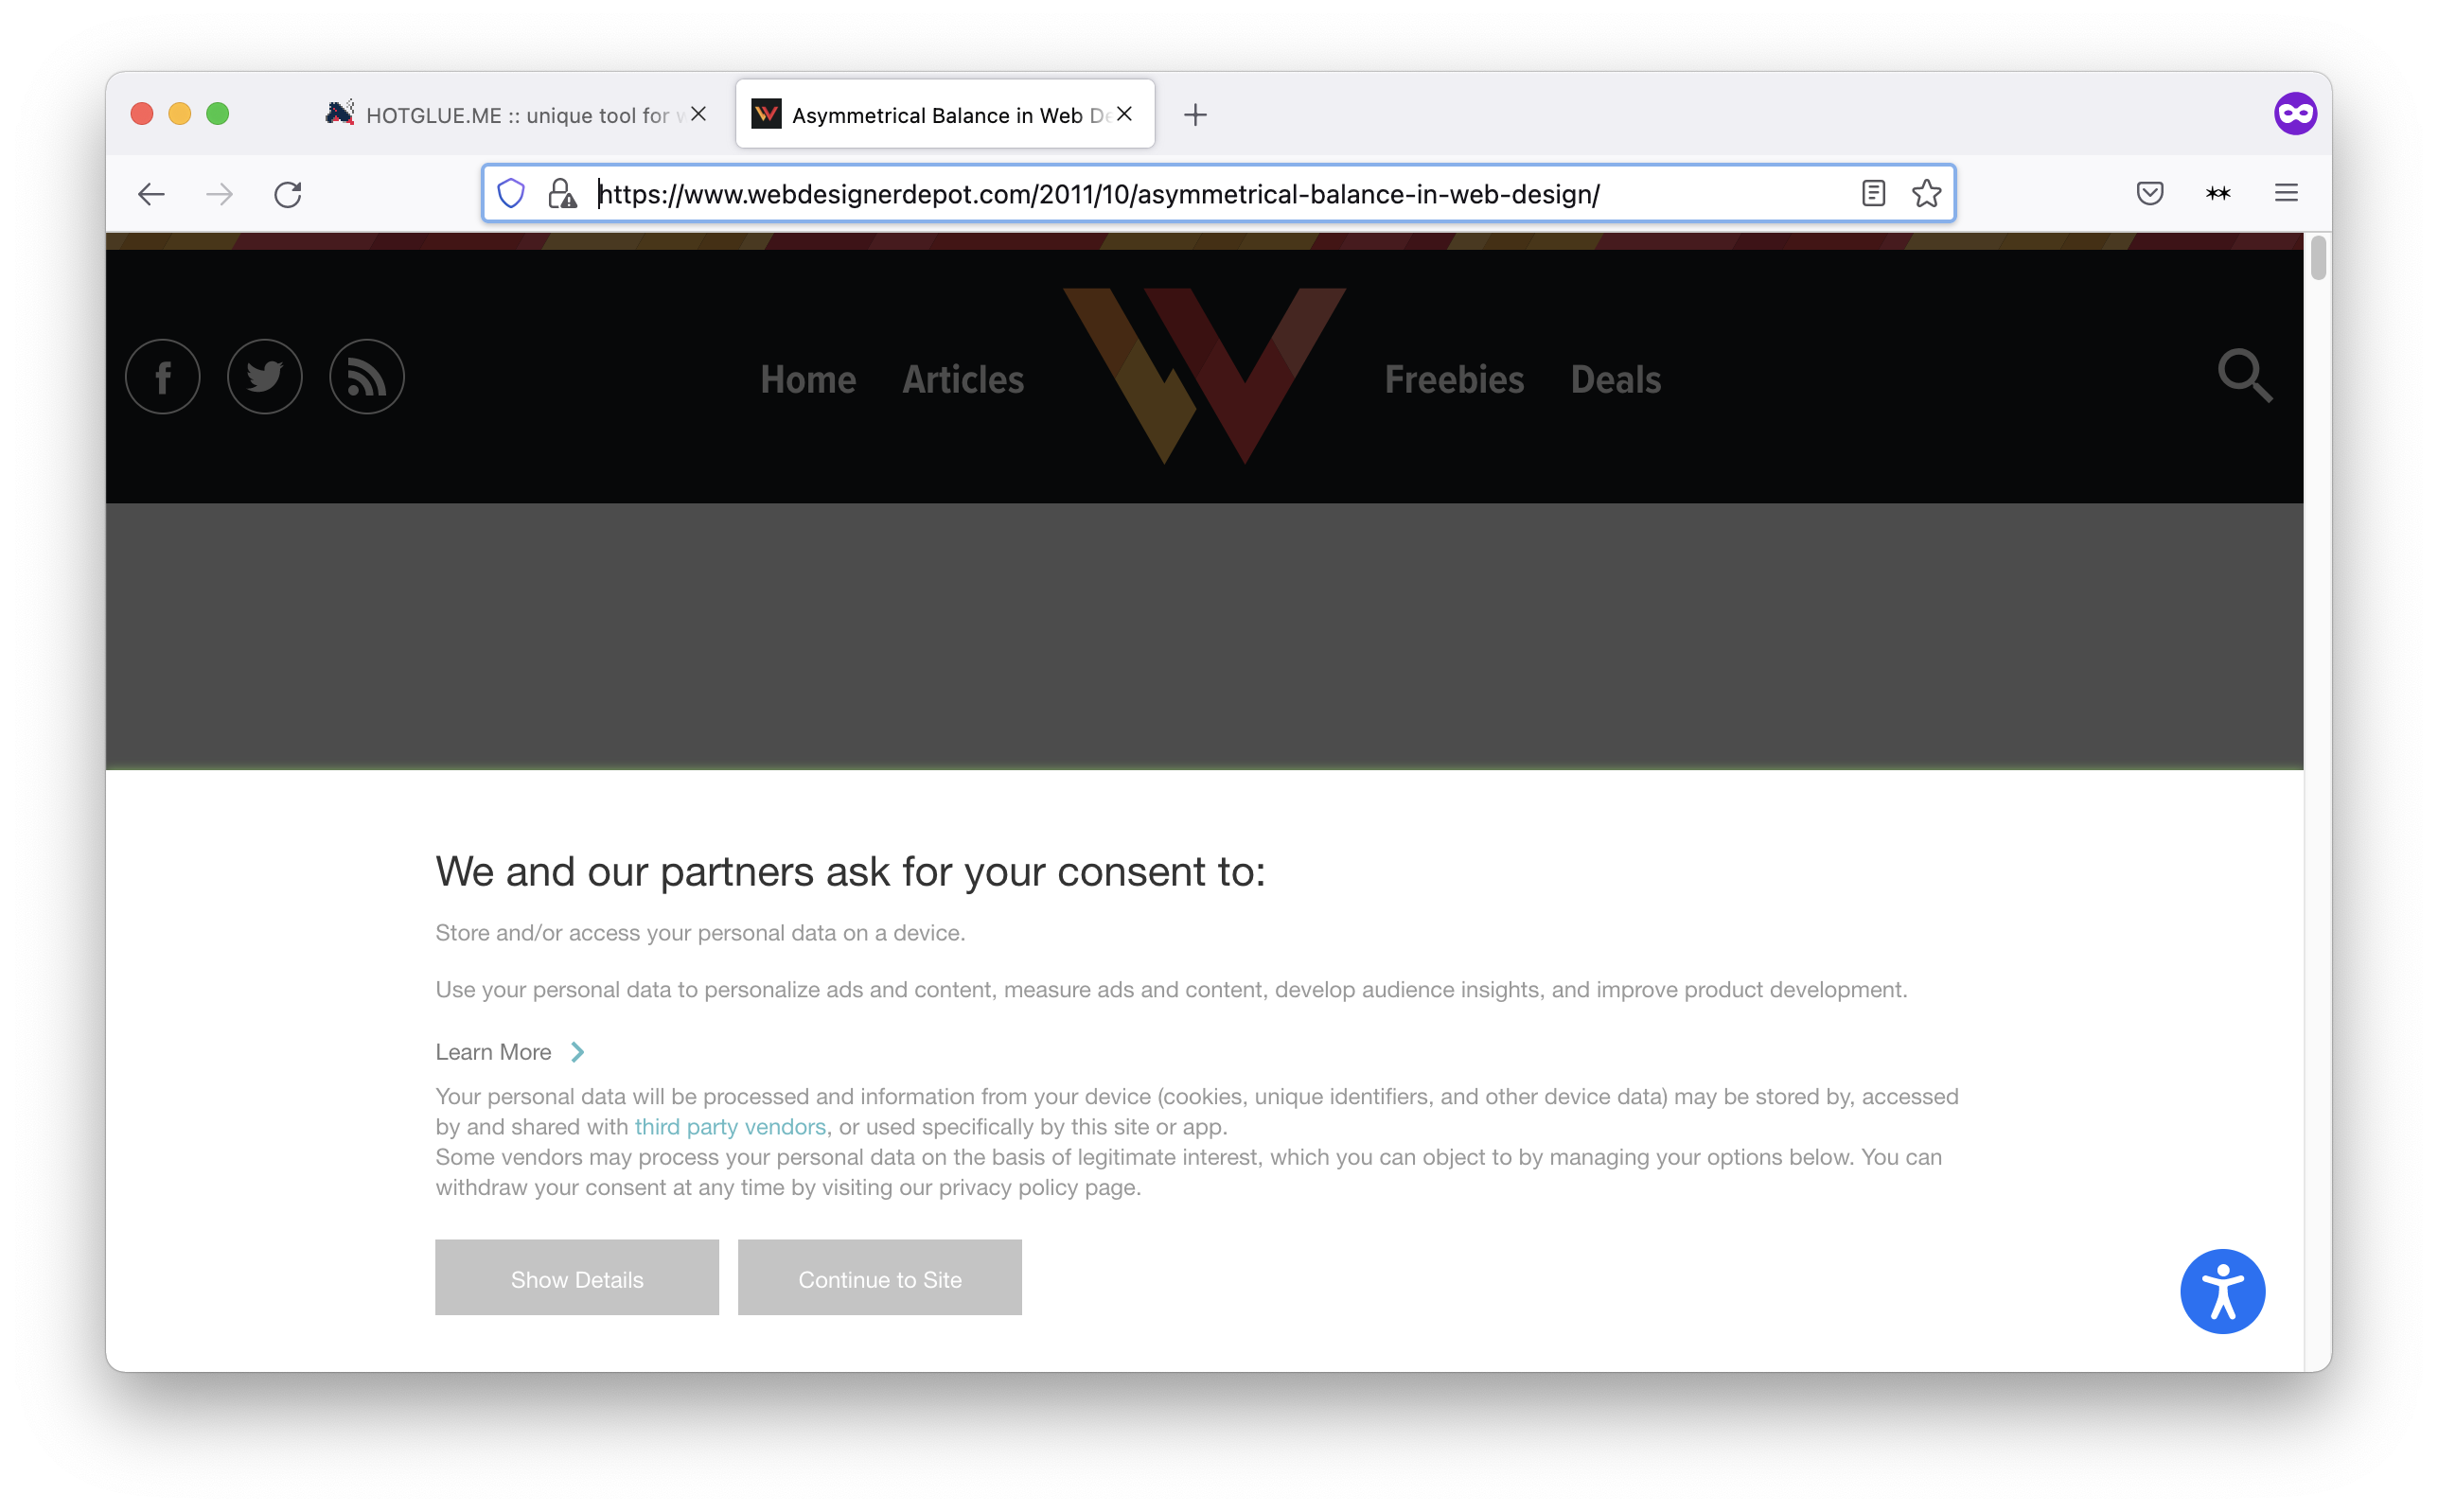 HOTGLUE.ME :: unique tool for
Asymmetrical Balance in Web De
https://www.webdesignerdepot.com/2011/10/asymmetrical-balance-in-web-design/
Home Articles Freebies Deals
We and our partners ask for your consent to:
Store and/or access your personal data on a device.
Use your personal data to personalize ads and content, measure ads and content, develop audience insights, and improve product development.
Learn More
Your personal data will be processed and information from your device (cookies, unique identifiers, and other device data) may be stored by, accessed
by and shared with third party vendors, or used specifically by this site or app.
Some vendors may process your personal data on the basis of legitimate interest, which you can object to by managing your options below. You can
withdraw your consent at any time by visiting our privacy policy page.
Show Details Continue to Site